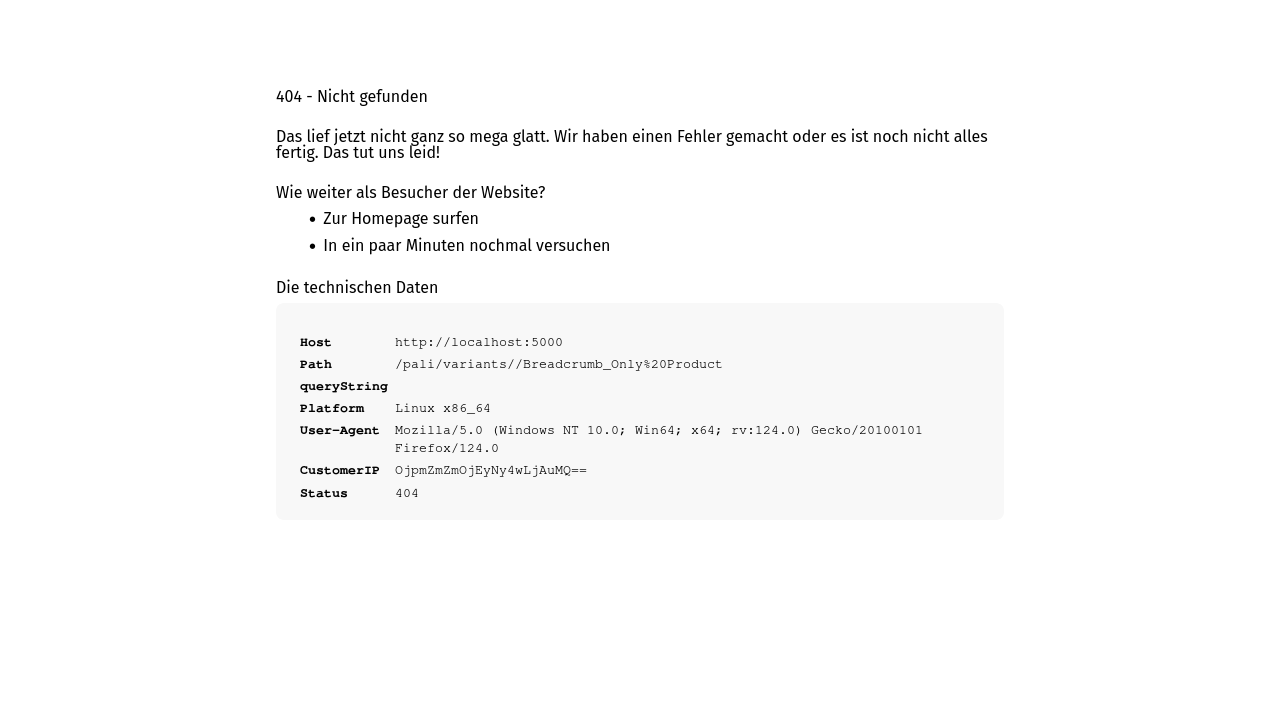 404 - Nicht gefunden
Das lief jetzt nicht ganz so mega glatt. Wir haben einen Fehler gemacht oder es ist noch nicht alles
fertig. Das tut uns leid!
Wie weiter als Besucher der Website?
• Zur Homepage surfen
• In ein paar Minuten nochmal versuchen
Die technischen Daten
Host http://localhost:5000
Path /pali/variants//Breadcrumb_Only%20Product
queryString
Platform Linux x86_64
User-Agent Mozilla/5.0 (Windows NT 10.0; Win64; x64; rv:124.0) Gecko/20100101
Firefox/124.0
CustomerIP OjpmZmZmOjEyNy4wLjAuMQ==
Status 404